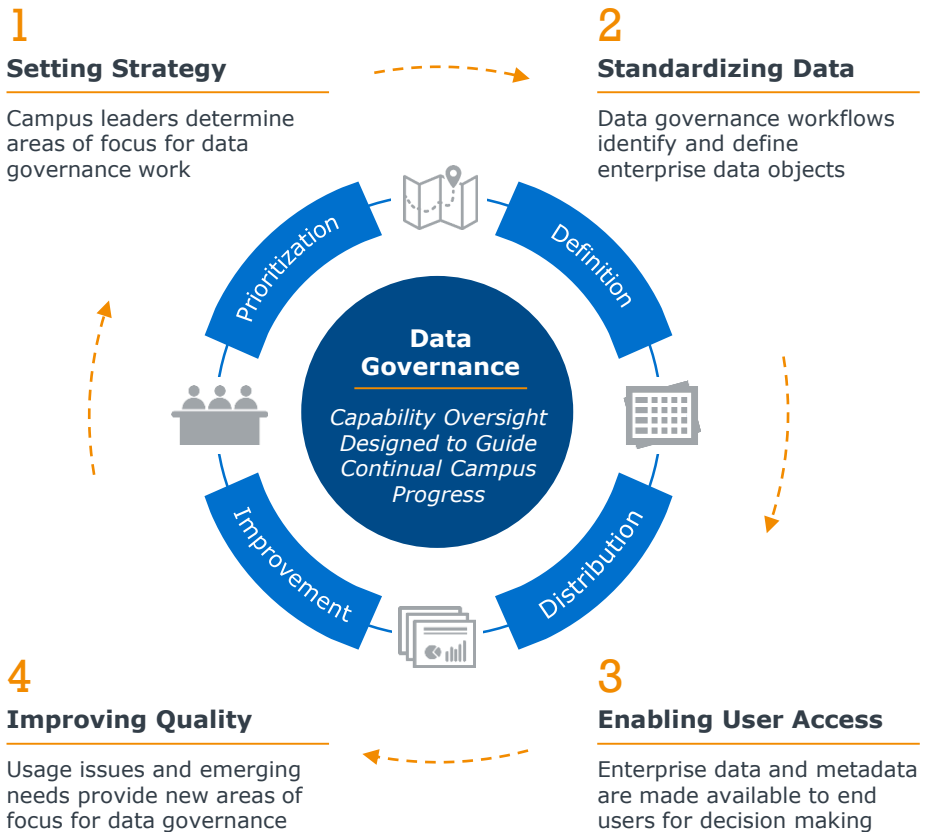 1
Setting Strategy
Campus leaders determine
areas of focus for data
governance work
2
Standardizing Data
Data governance workflows
identify and define
enterprise data objects
Prioritization
Definition
Data
Governance
Capability Oversight
Designed to Guide
Continual Campus
Progress
Improvement
Distribution
4
Improving Quality
Usage issues and emerging
needs provide new areas of
focus for data governance
3
Enabling User Access
Enterprise data and metadata
are made available to end
users for decision making